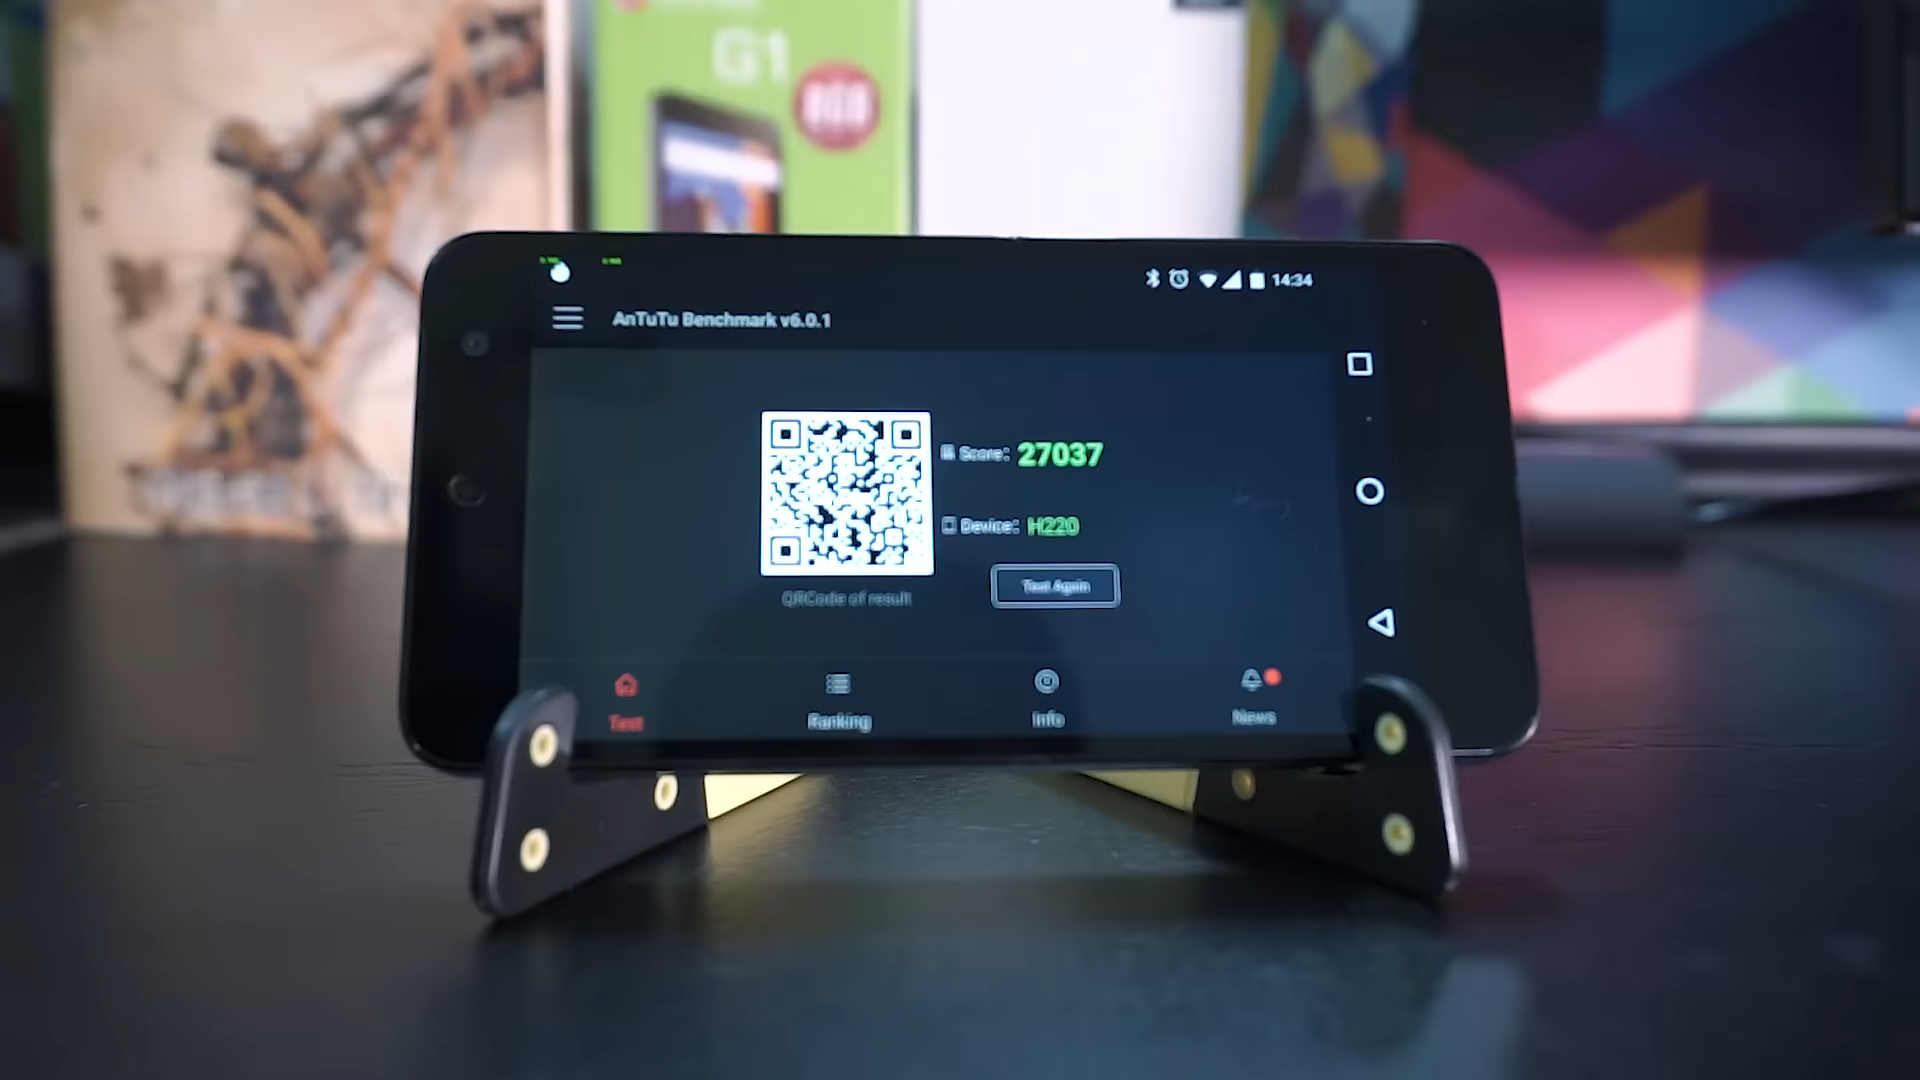 G1
8GB
14:34
AnTuTu Benchmark v6.0.1
Score: 27037
Device: H220
QRCode of result
Test Again
Test
Ranking
Info
News